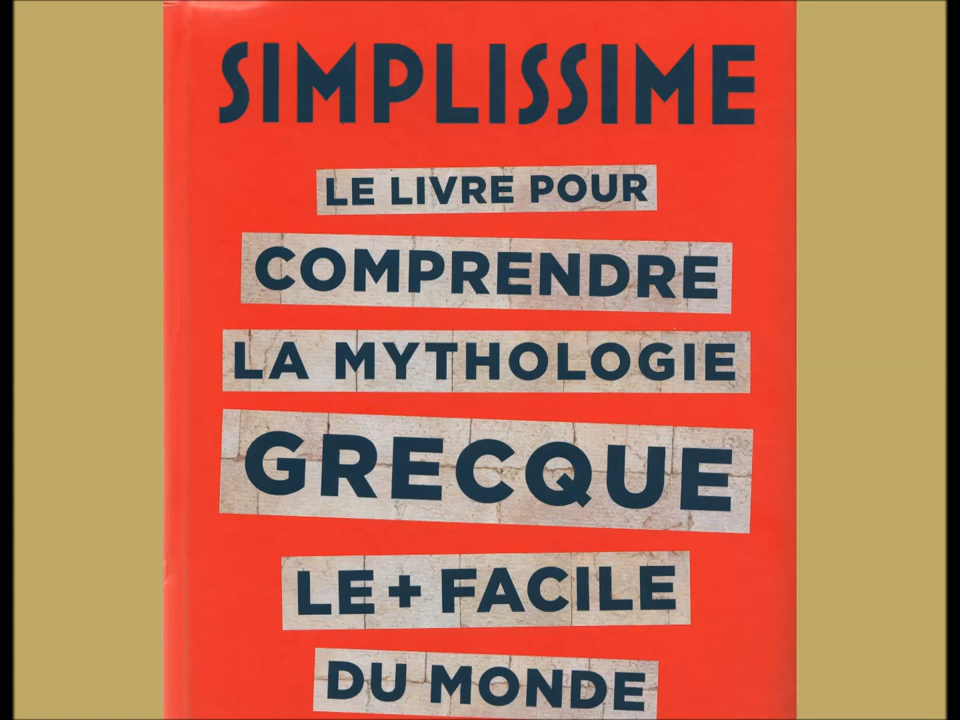 SIMPLISSIME
LE LIVRE POUR
COMPRENDRE
LA MYTHOLOGIE
GRECQUE
LE + FACILE
DU MONDE